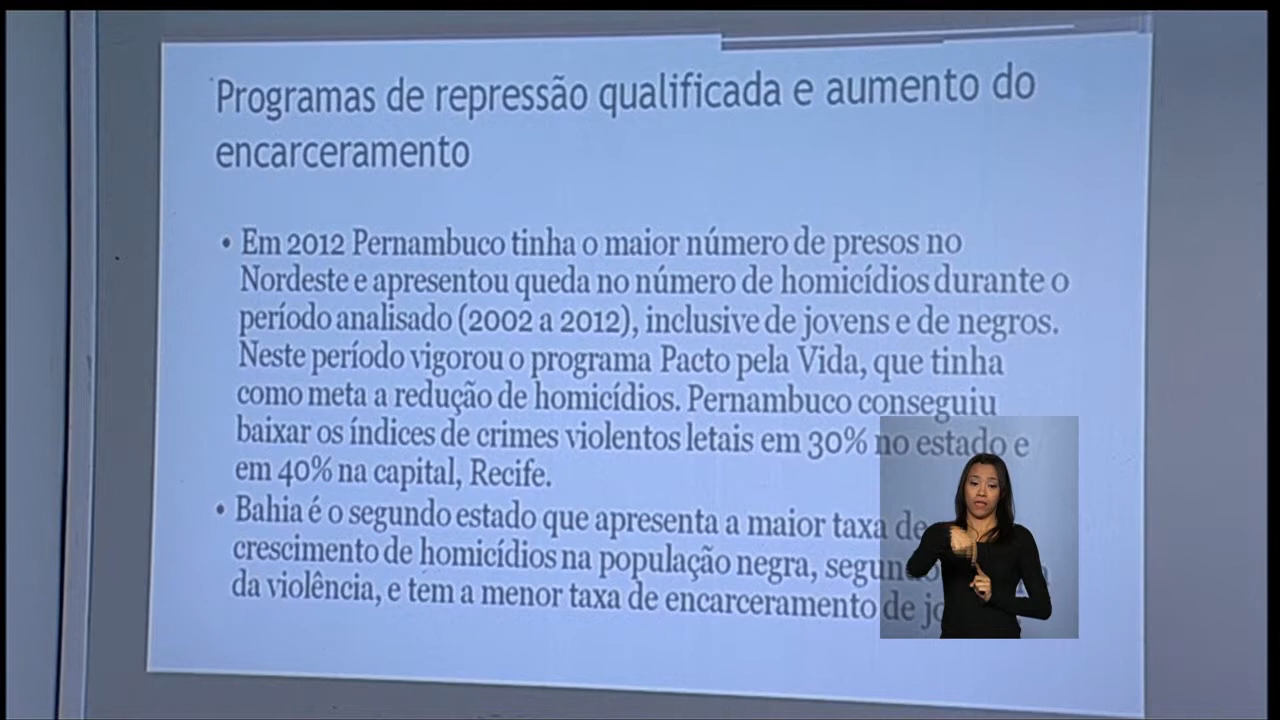 Programas de repressão qualificada e aumento do
encarceramento
• Em 2012 Pernambuco tinha o maior número de presos no
Nordeste e apresentou queda no número de homicídios durante o
período analisado (2002 a 2012), inclusive de jovens e de negros.
Neste período vigorou o programa Pacto pela Vida, que tinha
como meta a redução de homicídios. Pernambuco conseguiu
baixar os índices de crimes violentos letais em 30% no estado e
em 40% na capital, Recife.
• Bahia é o segundo estado que apresenta a maior taxa de
crescimento de homicídios na população negra, segundo
da violência, e tem a menor taxa de encarceramento de